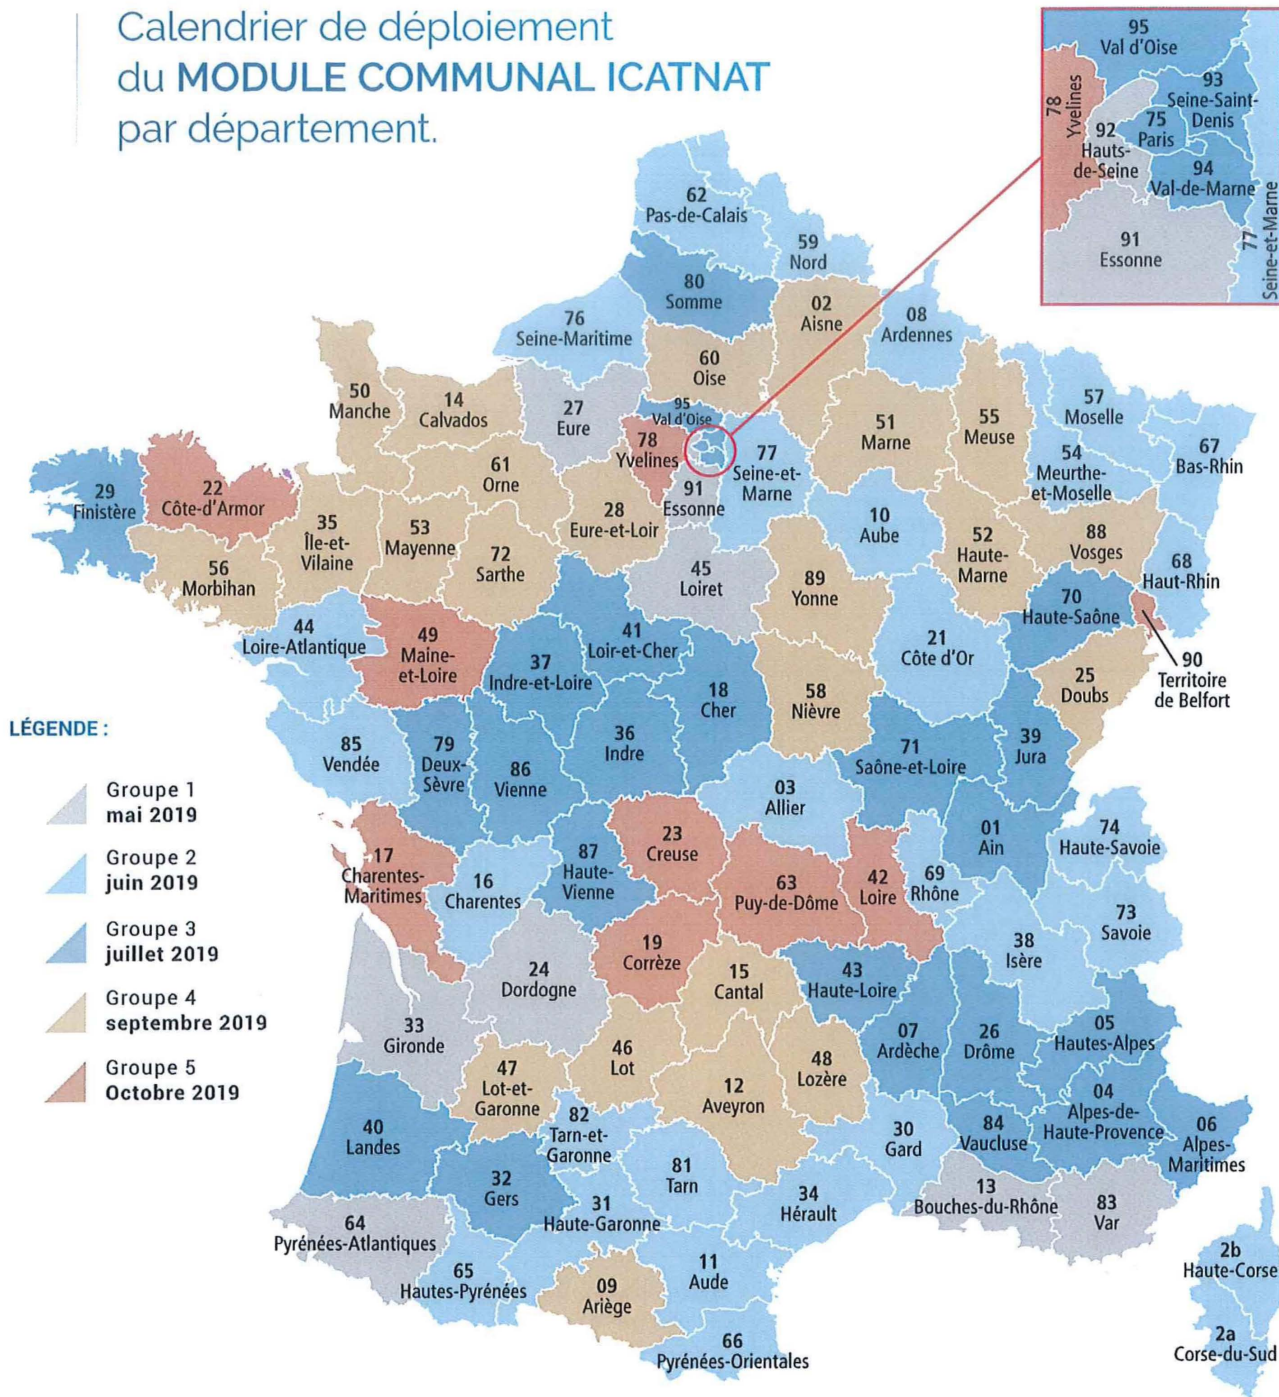 Calendrier de déploiement
du MODULE COMMUNAL ICATNAT
par département.
95
Val d'Oise
93
Seine-Saint-
Denis
78
Yvelines
75
Paris
92
Hauts-
de-Seine
94
Val-de-Marne
91
Essonne
77
Seine-et-Marne
62
Pas-de-Calais
59
Nord
80
Somme
02
Aisne
08
Ardennes
76
Seine-Maritime
60
Oise
50
Manche
14
Calvados
27
Eure
95
Val d'Oise
51
Marne
55
Meuse
57
Moselle
67
Bas-Rhin
54
Meurthe-
et-Moselle
78
Yvelines
77
Seine-et-
Marne
61
Orne
91
Essonne
29
Finistère
22
Côte-d'Armor
35
Île-et-
Vilaine
53
Mayenne
72
Sarthe
28
Eure-et-Loir
10
Aube
52
Haute-
Marne
88
Vosges
68
Haut-Rhin
56
Morbihan
45
Loiret
89
Yonne
70
Haute-Saône
44
Loire-Atlantique
49
Maine-
et-Loire
41
Loir-et-Cher
37
Indre-et-Loire
21
Côte d'Or
90
Territoire
de Belfort
25
Doubs
18
Cher
58
Nièvre
LÉGENDE :
85
Vendée
79
Deux-
Sèvre
86
Vienne
36
Indre
71
Saône-et-Loire
39
Jura
Groupe 1
mai 2019
03
Allier
01
Ain
74
Haute-Savoie
Groupe 2
juin 2019
17
Charentes-
Maritimes
16
Charentes
87
Haute-
Vienne
23
Creuse
63
Puy-de-Dôme
42
Loire
69
Rhône
73
Savoie
38
Isère
Groupe 3
juillet 2019
19
Corrèze
24
Dordogne
15
Cantal
43
Haute-Loire
Groupe 4
septembre 2019
33
Gironde
07
Ardèche
26
Drôme
05
Hautes-Alpes
47
Lot-et-
Garonne
46
Lot
48
Lozère
12
Aveyron
Groupe 5
Octobre 2019
04
Alpes-de-
Haute-Provence
06
Alpes-
Maritimes
40
Landes
82
Tarn-et-
Garonne
30
Gard
84
Vaucluse
32
Gers
81
Tarn
31
Haute-Garonne
34
Hérault
13
Bouches-du-Rhône
83
Var
64
Pyrénées-Atlantiques
65
Hautes-Pyrénées
09
Ariège
11
Aude
66
Pyrénées-Orientales
2b
Haute-Corse
2a
Corse-du-Sud